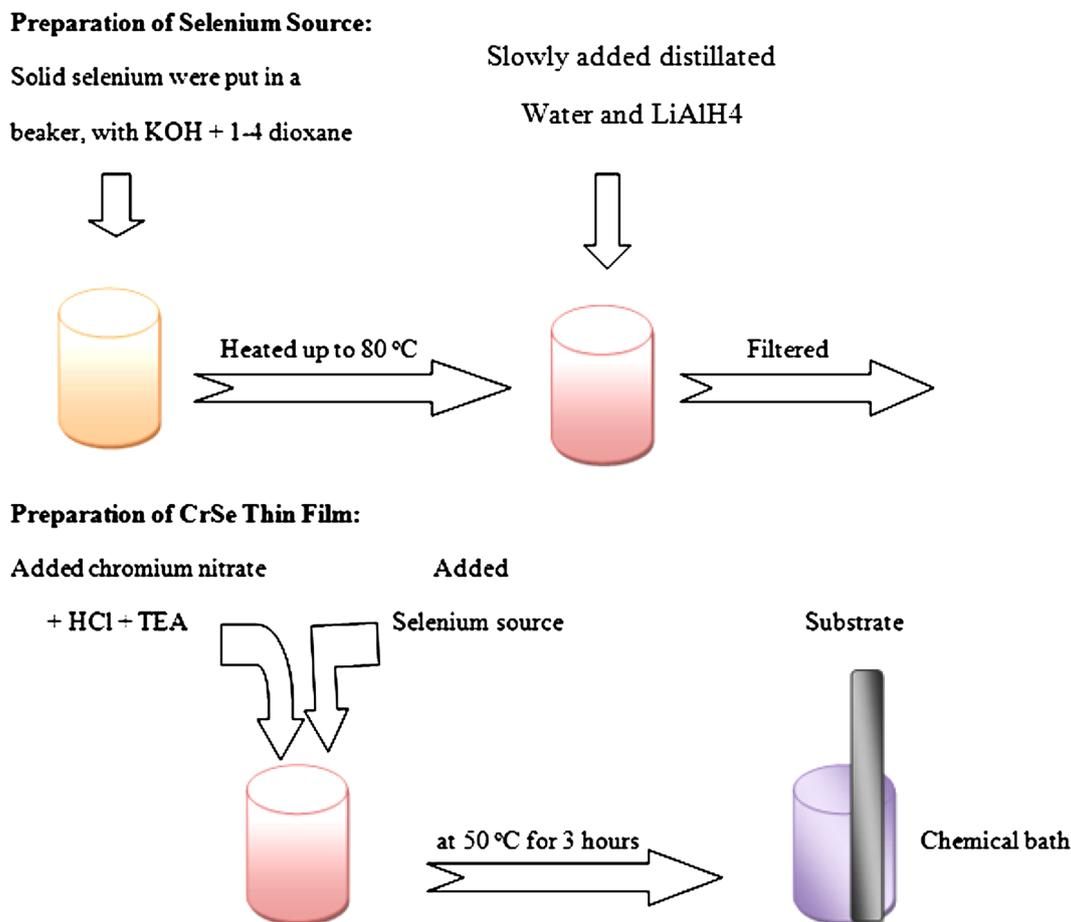 Preparation of Selenium Source:
Solid selenium were put in a
beaker, with KOH + 1-4 dioxane
Slowly added distillated
Water and LiAlH4
Heated up to 80 ºC
Filtered
Preparation of CrSe Thin Film:
Added chromium nitrate
+ HCl + TEA
Added
Selenium source
Substrate
at 50 ºC for 3 hours
Chemical bath